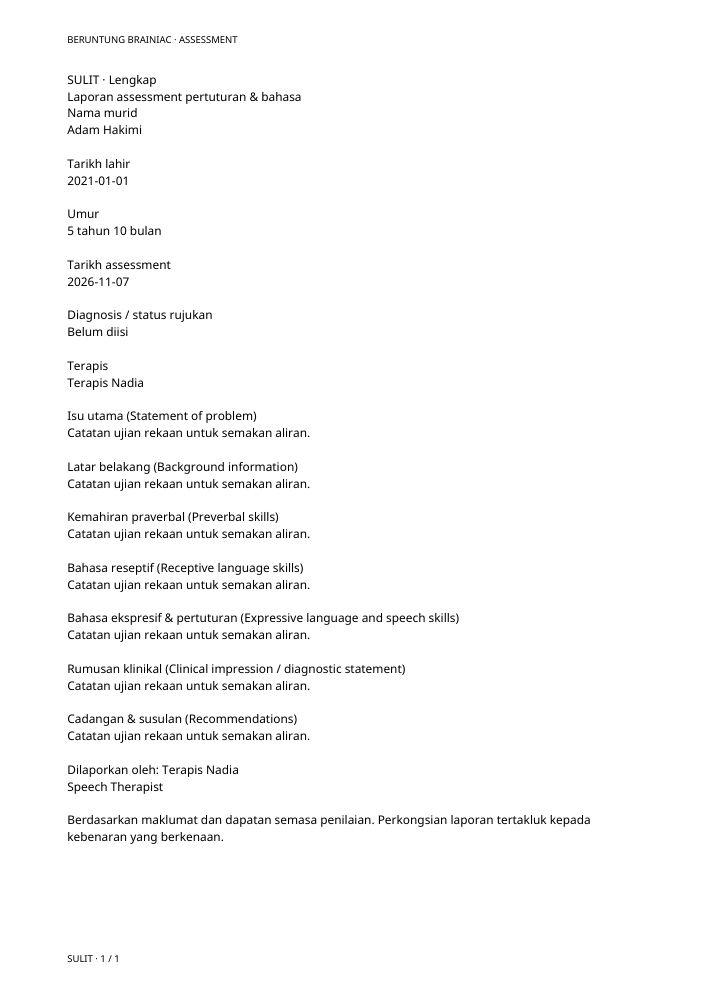 BERUNTUNG BRAINIAC · ASSESSMENT
SULIT · Lengkap
Laporan assessment pertuturan & bahasa
Nama murid
Adam Hakimi
Tarikh lahir
2021-01-01
Umur
5 tahun 10 bulan
Tarikh assessment
2026-11-07
Diagnosis / status rujukan
Belum diisi
Terapis
Terapis Nadia
Isu utama (Statement of problem)
Catatan ujian rekaan untuk semakan aliran.
Latar belakang (Background information)
Catatan ujian rekaan untuk semakan aliran.
Kemahiran praverbal (Preverbal skills)
Catatan ujian rekaan untuk semakan aliran.
Bahasa reseptif (Receptive language skills)
Catatan ujian rekaan untuk semakan aliran.
Bahasa ekspresif & pertuturan (Expressive language and speech skills)
Catatan ujian rekaan untuk semakan aliran.
Rumusan klinikal (Clinical impression / diagnostic statement)
Catatan ujian rekaan untuk semakan aliran.
Cadangan & susulan (Recommendations)
Catatan ujian rekaan untuk semakan aliran.
Dilaporkan oleh: Terapis Nadia
Speech Therapist
Berdasarkan maklumat dan dapatan semasa penilaian. Perkongsian laporan tertakluk kepada
kebenaran yang berkenaan.
SULIT · 1 / 1